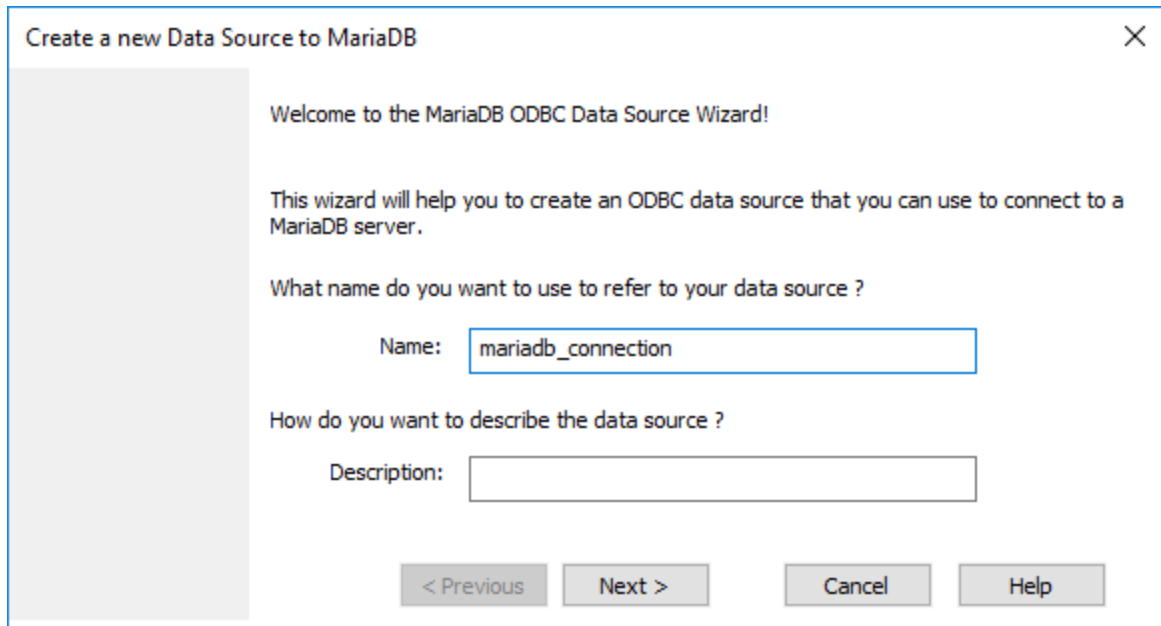 Create a new Data Source to MariaDB
Welcome to the MariaDB ODBC Data Source Wizard!
This wizard will help you to create an ODBC data source that you can use to connect to a
MariaDB server.
What name do you want to use to refer to your data source ?
Name: mariadb_connection
How do you want to describe the data source ?
Description:
< Previous Next > Cancel Help